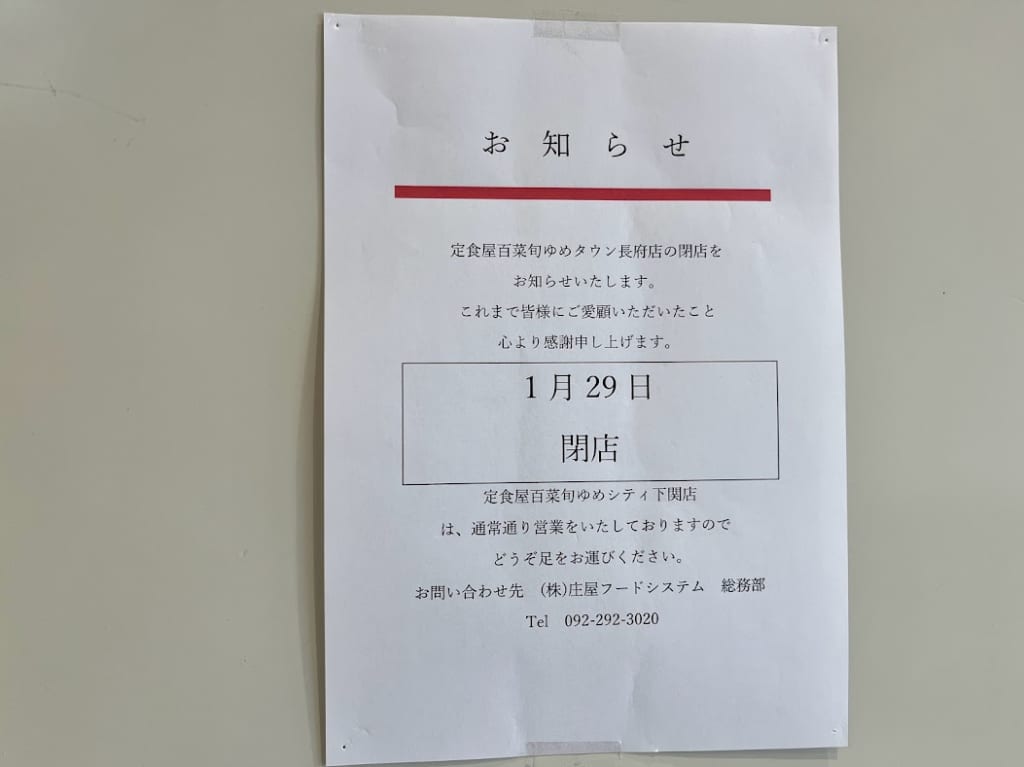 お知らせ
定食屋百菜旬ゆめタウン長府店の閉店を
お知らせいたします。
これまで皆様にご愛顧いただいたこと
心より感謝申し上げます。
1月29日
閉店
定食屋百菜旬ゆめシティ下関店
は、通常通り営業をいたしておりますので
どうぞ足をお運びください。
お問い合わせ先　(株)庄屋フードシステム　総務部
Tel　092-292-3020